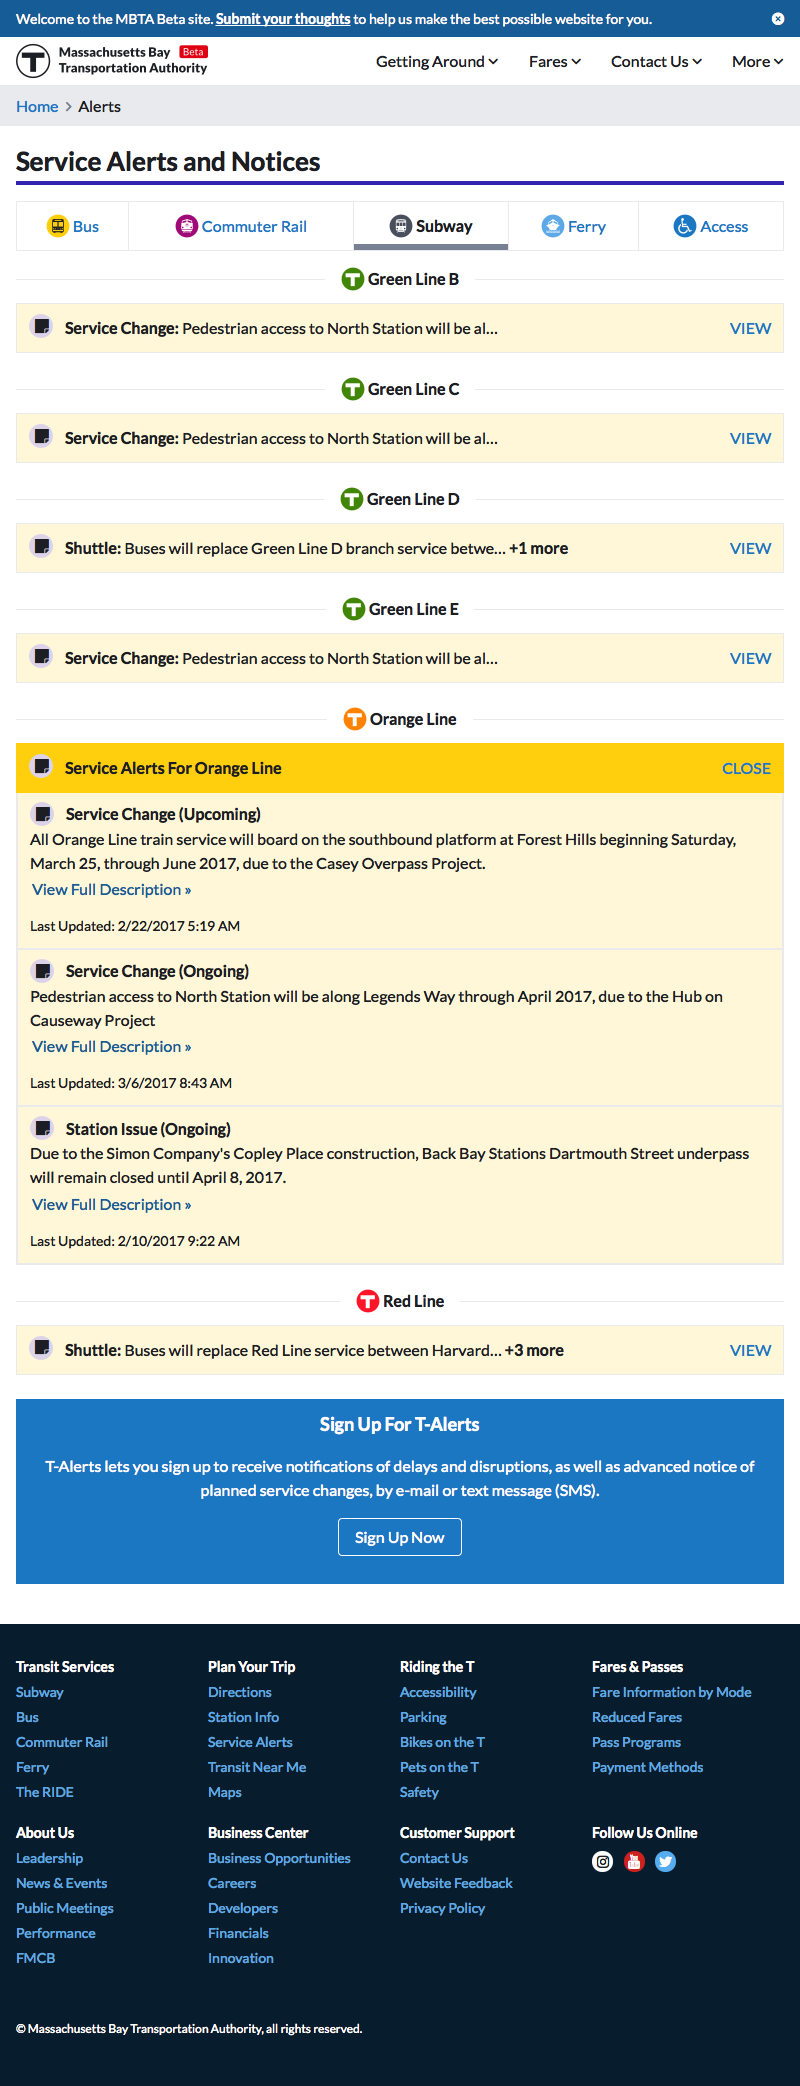 Welcome to the MBTA Beta site. Submit your thoughts to help us make the best possible website for you.
Massachusetts Bay Beta
Transportation Authority
Getting Around Fares Contact Us More
Home > Alerts
Service Alerts and Notices
Bus Commuter Rail Subway Ferry Access
T Green Line B
Service Change: Pedestrian access to North Station will be al... VIEW
T Green Line C
Service Change: Pedestrian access to North Station will be al... VIEW
T Green Line D
Shuttle: Buses will replace Green Line D branch service betwe... +1 more VIEW
T Green Line E
Service Change: Pedestrian access to North Station will be al... VIEW
T Orange Line
Service Alerts For Orange Line CLOSE
Service Change (Upcoming)
All Orange Line train service will board on the southbound platform at Forest Hills beginning Saturday,
March 25, through June 2017, due to the Casey Overpass Project.
View Full Description »
Last Updated: 2/22/2017 5:19 AM
Service Change (Ongoing)
Pedestrian access to North Station will be along Legends Way through April 2017, due to the Hub on
Causeway Project
View Full Description »
Last Updated: 3/6/2017 8:43 AM
Station Issue (Ongoing)
Due to the Simon Company's Copley Place construction, Back Bay Stations Dartmouth Street underpass
will remain closed until April 8, 2017.
View Full Description »
Last Updated: 2/10/2017 9:22 AM
T Red Line
Shuttle: Buses will replace Red Line service between Harvard... +3 more VIEW
Sign Up For T-Alerts
T-Alerts lets you sign up to receive notifications of delays and disruptions, as well as advanced notice of
planned service changes, by e-mail or text message (SMS).
Sign Up Now
Transit Services
Subway
Bus
Commuter Rail
Ferry
The RIDE
Plan Your Trip
Directions
Station Info
Service Alerts
Transit Near Me
Maps
Riding the T
Accessibility
Parking
Bikes on the T
Pets on the T
Safety
Fares & Passes
Fare Information by Mode
Reduced Fares
Pass Programs
Payment Methods
About Us
Leadership
News & Events
Public Meetings
Performance
FMCB
Business Center
Business Opportunities
Careers
Developers
Financials
Innovation
Customer Support
Contact Us
Website Feedback
Privacy Policy
Follow Us Online
© Massachusetts Bay Transportation Authority, all rights reserved.